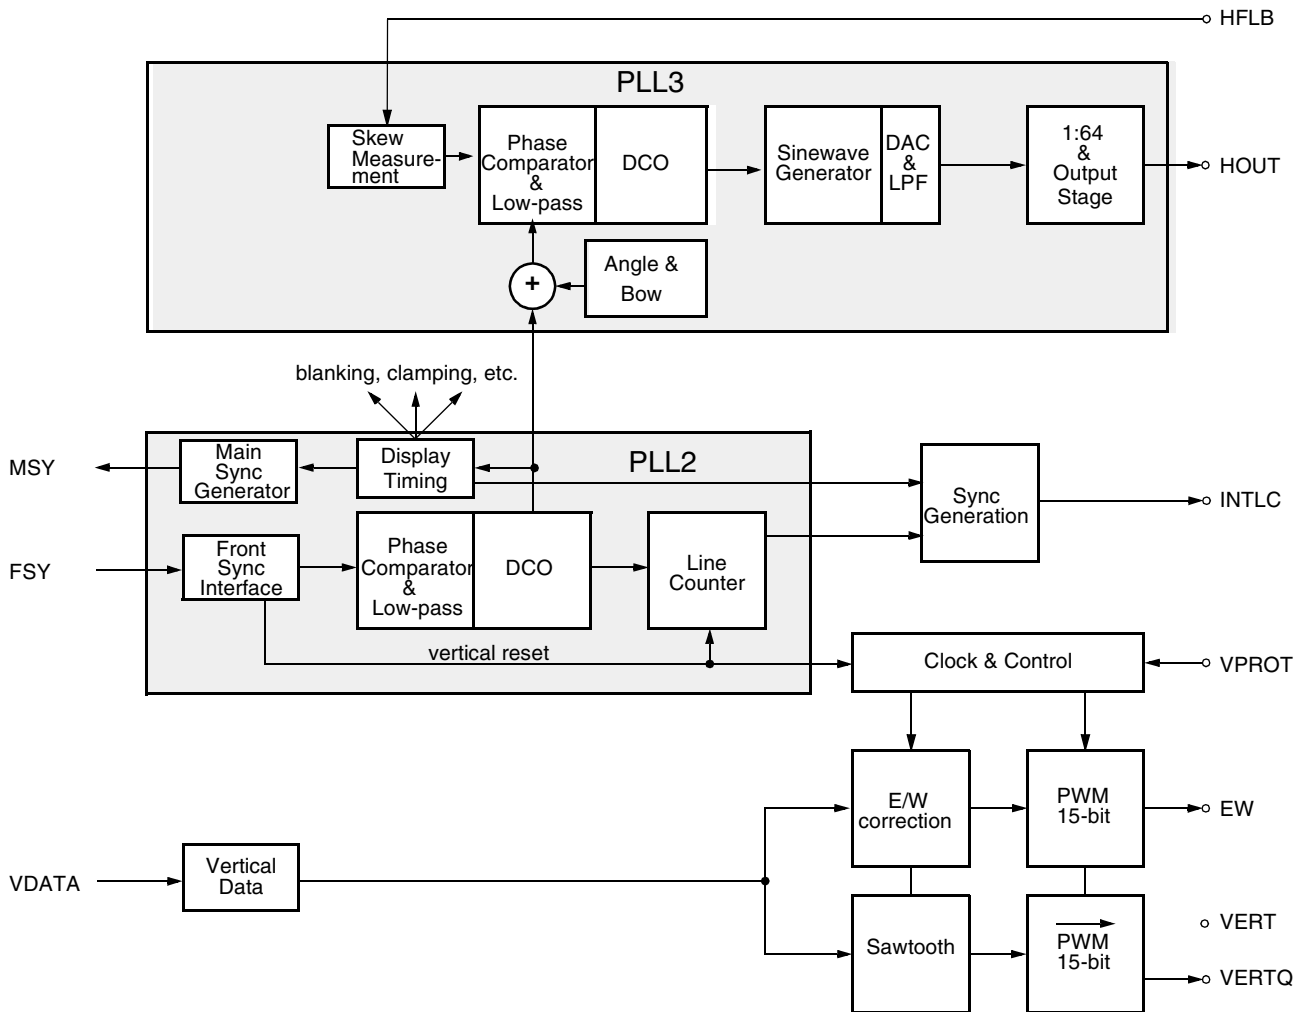 HFLB
PLL3
Skew
Measure-
ment
Phase
Comparator
&
Low-pass
DCO
Sinewave
Generator
DAC
&
LPF
1:64
&
Output
Stage
HOUT
+
Angle &
Bow
blanking, clamping, etc.
MSY
Main
Sync
Generator
Display
Timing
PLL2
Sync
Generation
INTLC
FSY
Front
Sync
Interface
Phase
Comparator
&
Low-pass
DCO
Line
Counter
vertical reset
Clock & Control
VPROT
E/W
correction
PWM
15-bit
EW
VDATA
Vertical
Data
Sawtooth
PWM
15-bit
VERT
VERTQ